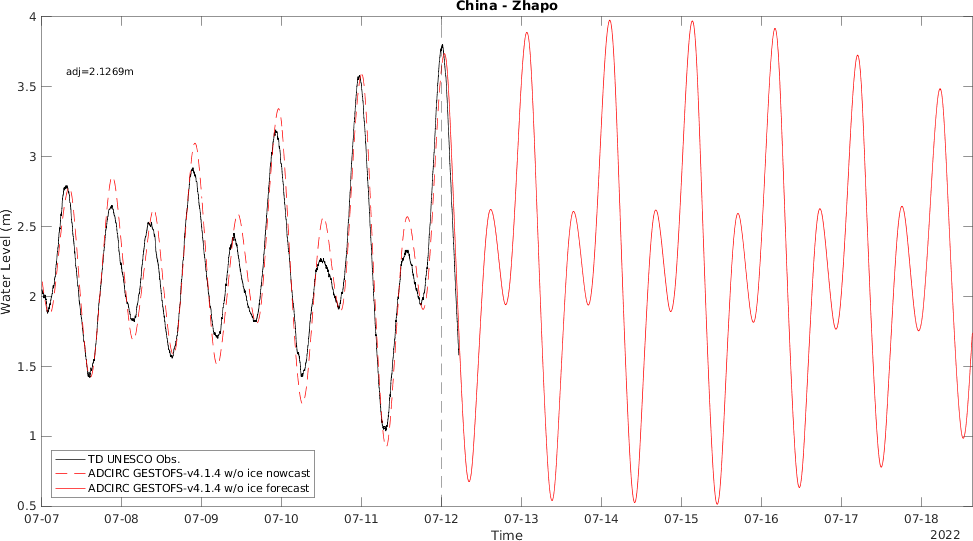 China - Zhapo
adj=2.1269m
4
3.5
3
2.5
2
1.5
1
0.5
Water Level (m)
TD UNESCO Obs.
ADCIRC GESTOFS-v4.1.4 w/o ice nowcast
ADCIRC GESTOFS-v4.1.4 w/o ice forecast
07-07 07-08 07-09 07-10 07-11 07-12 07-13 07-14 07-15 07-16 07-17 07-18
Time
2022